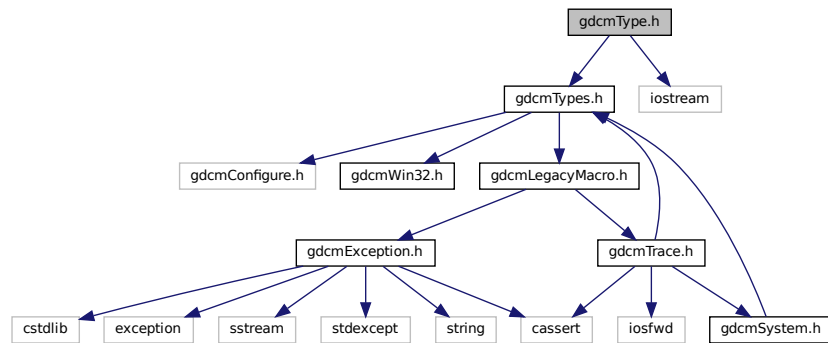 gdcmType.h
gdcmTypes.h
iostream
gdcmConfigure.h
gdcmWin32.h
gdcmLegacyMacro.h
gdcmException.h
gdcmTrace.h
cstdlib
exception
sstream
stdexcept
string
cassert
iosfwd
gdcmSystem.h